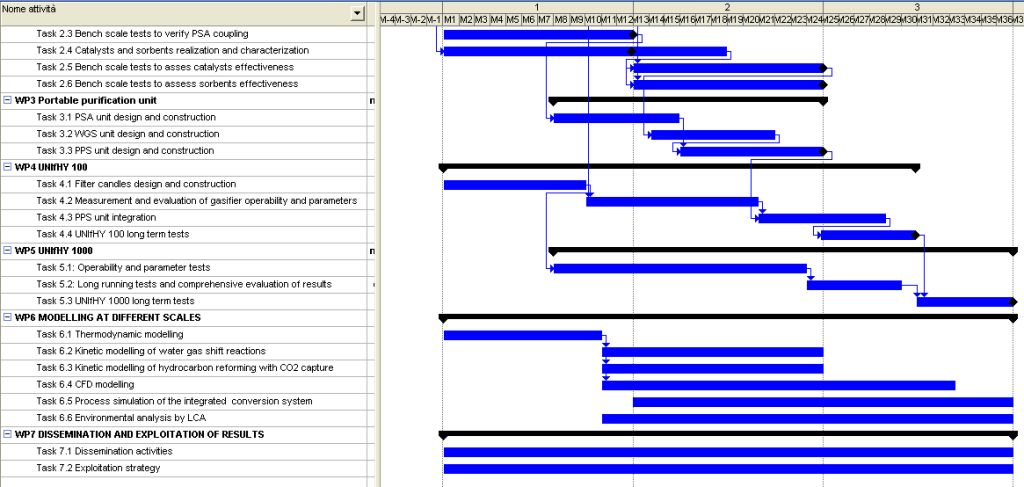 Nome attività
1 2 3
M-4 M-3 M-2 M-1 M1 M2 M3 M4 M5 M6 M7 M8 M9 M10 M11 M12 M13 M14 M15 M16 M17 M18 M19 M20 M21 M22 M23 M24 M25 M26 M27 M28 M29 M30 M31 M32 M33 M34 M35 M36 M3
Task 2.3 Bench scale tests to verify PSA coupling
Task 2.4 Catalysts and sorbents realization and characterization
Task 2.5 Bench scale tests to asses catalysts effectiveness
Task 2.6 Bench scale tests to assess sorbents effectiveness
WP3 Portable purification unit
Task 3.1 PSA unit design and construction
Task 3.2 WGS unit design and construction
Task 3.3 PPS unit design and construction
WP4 UNIfHY 100
Task 4.1 Filter candles design and construction
Task 4.2 Measurement and evaluation of gasifier operability and parameters
Task 4.3 PPS unit integration
Task 4.4 UNIfHY 100 long term tests
WP5 UNIfHY 1000
Task 5.1: Operability and parameter tests
Task 5.2: Long running tests and comprehensive evaluation of results
Task 5.3 UNIfHY 1000 long term tests
WP6 MODELLING AT DIFFERENT SCALES
Task 6.1 Thermodynamic modelling
Task 6.2 Kinetic modelling of water gas shift reactions
Task 6.3 Kinetic modelling of hydrocarbon reforming with CO2 capture
Task 6.4 CFD modelling
Task 6.5 Process simulation of the integrated conversion system
Task 6.6 Environmental analysis by LCA
WP7 DISSEMINATION AND EXPLOITATION OF RESULTS
Task 7.1 Dissemination activities
Task 7.2 Exploitation strategy